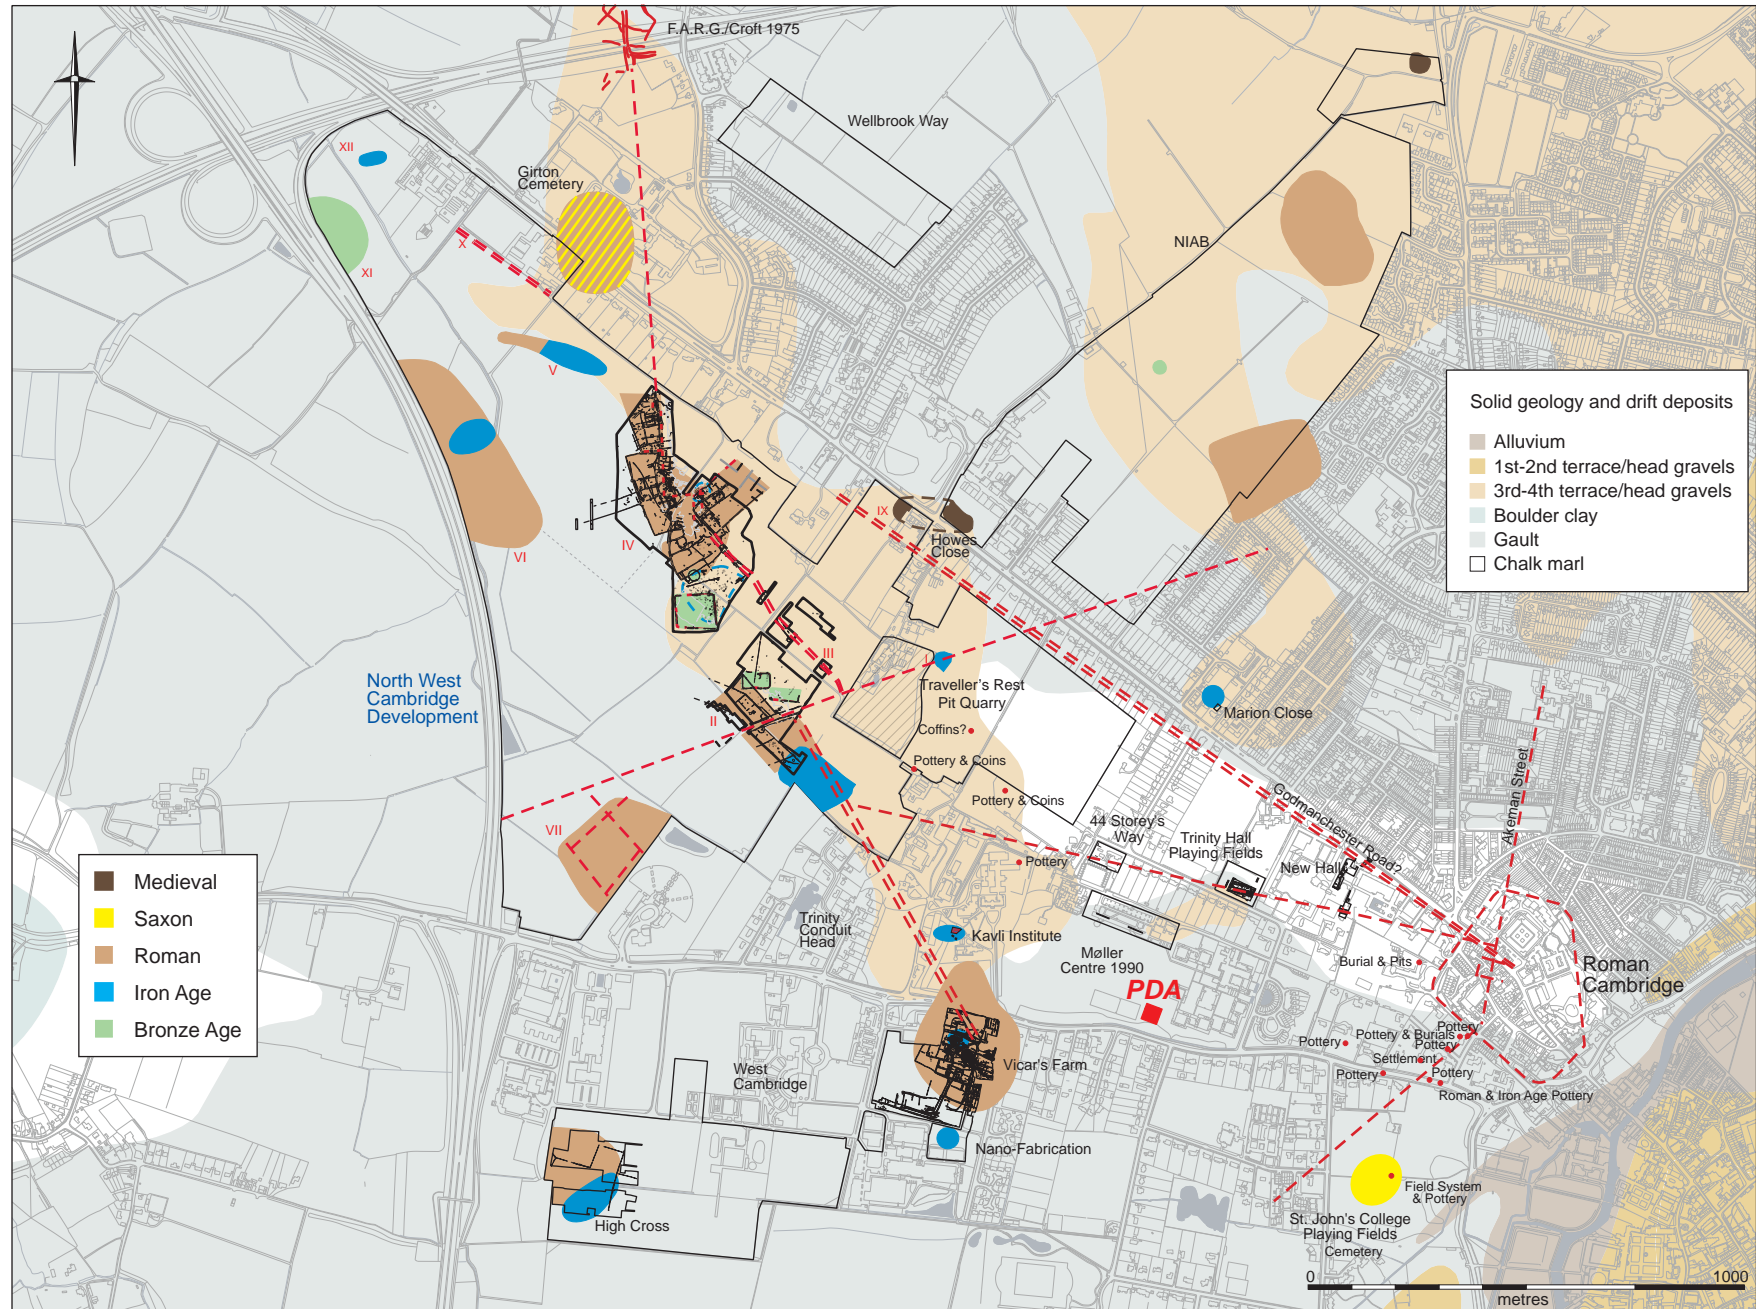 F.A.R.G./Croft 1975
Wellbrook Way
XII
Girton
Cemetery
X
XI
NIAB
V
VI
IV
IX
Howes
Close
III
I
II
Traveller's Rest
Pit Quarry
Coffins?
Pottery & Coins
Pottery & Coins
Marion Close
North West
Cambridge
Development
VII
Solid geology and drift deposits
Alluvium
1st-2nd terrace/head gravels
3rd-4th terrace/head gravels
Boulder clay
Gault
Chalk marl
Akeman Street
Godmanchester Road?
44 Storey's
Way
Trinity Hall
Playing Fields
New Hall
Pottery
Trinity
Conduit
Head
Kavli Institute
Møller
Centre 1990
PDA
Burial & Pits
Roman
Cambridge
Medieval
Saxon
Roman
Iron Age
Bronze Age
Pottery
Pottery & Burials
Pottery
Pottery
Settlement
Pottery
Pottery
Roman & Iron Age Pottery
West
Cambridge
Vicar's Farm
Nano-Fabrication
High Cross
Field System
& Pottery
St. John's College
Playing Fields
Cemetery
0
1000
metres